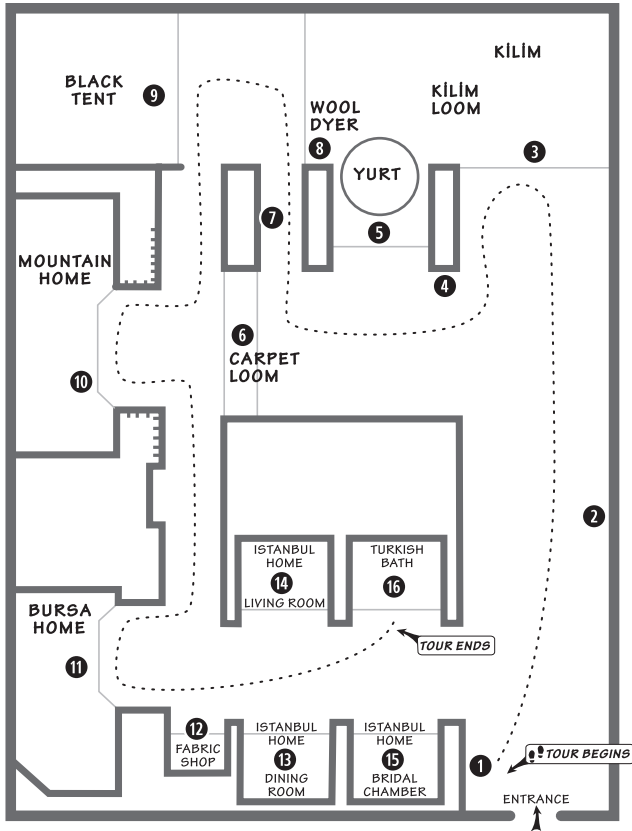 KİLİM
BLACK
TENT
9
KİLİM
LOOM
WOOL
DYER
8
3
YURT
7
5
4
MOUNTAIN
HOME
6
CARPET
LOOM
10
2
ISTANBUL
HOME
14
LIVING ROOM
TURKISH
BATH
16
BURSA
HOME
TOUR ENDS
11
12
FABRIC
SHOP
ISTANBUL
HOME
13
DINING
ROOM
ISTANBUL
HOME
15
BRIDAL
CHAMBER
1
TOUR BEGINS
ENTRANCE